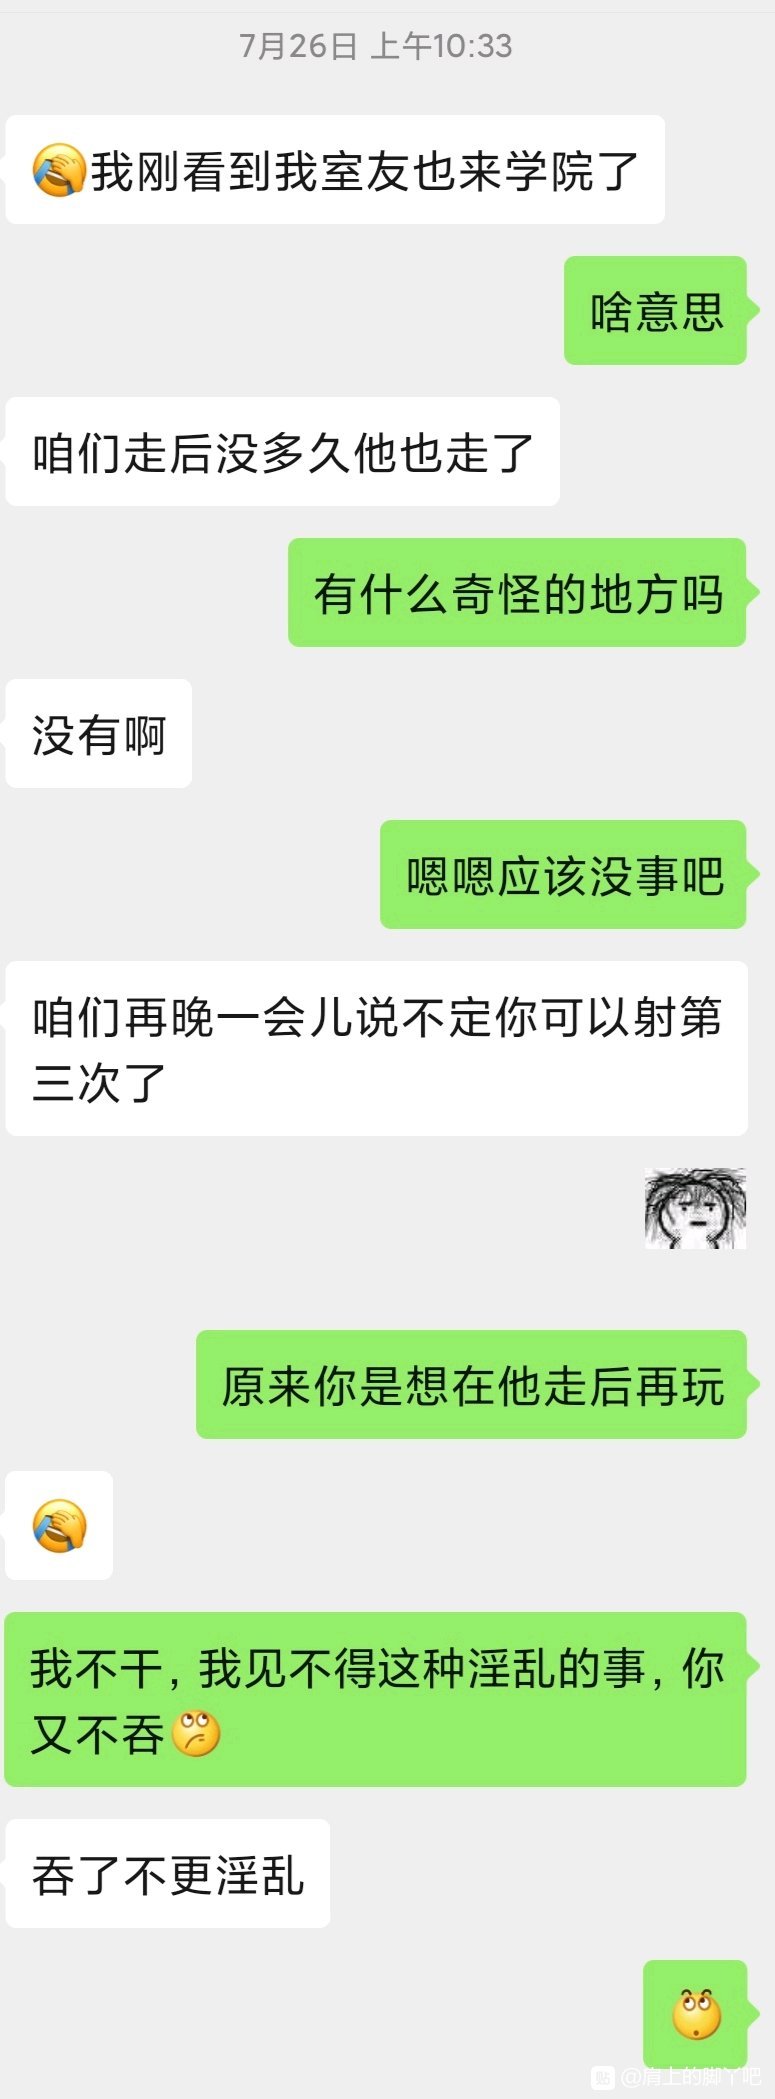 7月26日 上午10:33
🤣我刚看到我室友也来学院了
啥意思
咱们走后没多久他也走了
有什么奇怪的地方吗
没有啊
嗯嗯应该没事吧
咱们再晚一会儿说不定你可以射第
三次了
原来你是想在他走后再玩
我不干，我见不得这种淫乱的事，你
又不吞
吞了不更淫乱
贴 @肩上的脚丫吧